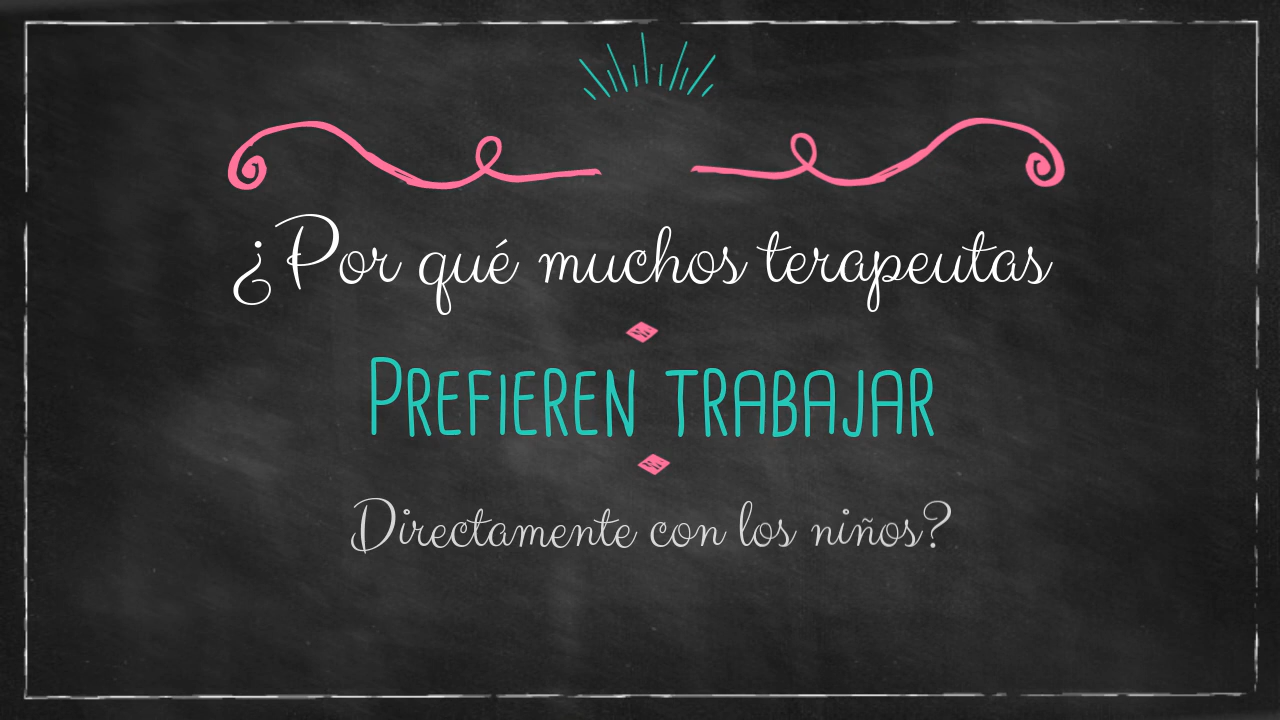 ¿Por qué muchos terapeutas
Prefieren trabajar
Directamente con los niños?